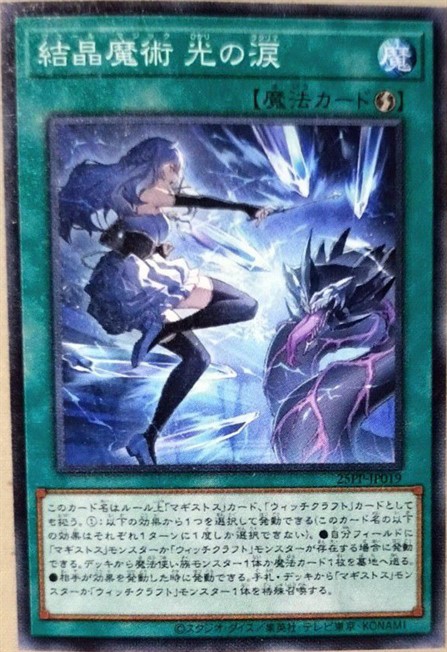 結晶魔術 光の涙
魔
【魔法カード】
25PP-JP019
このカード名はルール上「マギストス」カード、「ウィッチクラフト」カードとし
ても扱う。①:以下の効果から1つを選択して発動できる(このカード名の以下
の効果はそれぞれ1ターンに1度しか選択できない)。●自分フィールドに
「マギストス」モンスターか「ウィッチクラフト」モンスターが存在する場合に発動で
きる。デッキから魔法使い族モンスター1体か魔法カード1枚を墓地へ送る。
●相手が効果を発動した時に発動できる。手札・デッキから「マギストス」モンスタ
ーか「ウィッチクラフト」モンスター1体を特殊召喚する。
©スタジオ・ダイス/集英社・テレビ東京・KONAMI